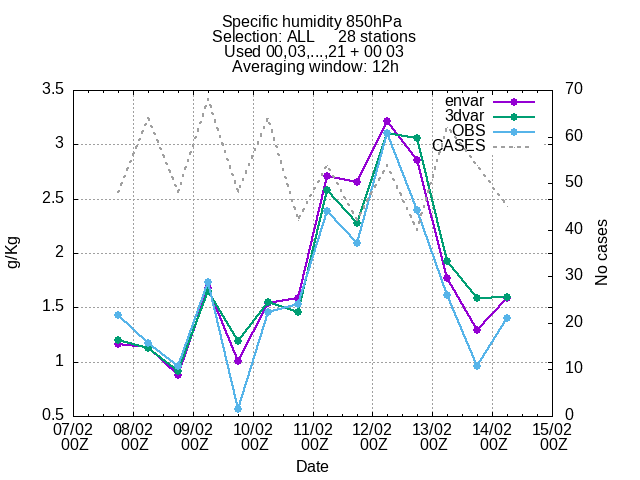 Specific humidity 850hPa
Selection: ALL 28 stations
Used 00,03,...,21 + 00 03
Averaging window: 12h
3.5
3
2.5
2
1.5
1
0.5
g/Kg
70
60
50
40
30
20
10
0
No cases
envar
3dvar
OBS
CASES
07/02 08/02 09/02 10/02 11/02 12/02 13/02 14/02 15/02
00Z 00Z 00Z 00Z 00Z 00Z 00Z 00Z 00Z
Date